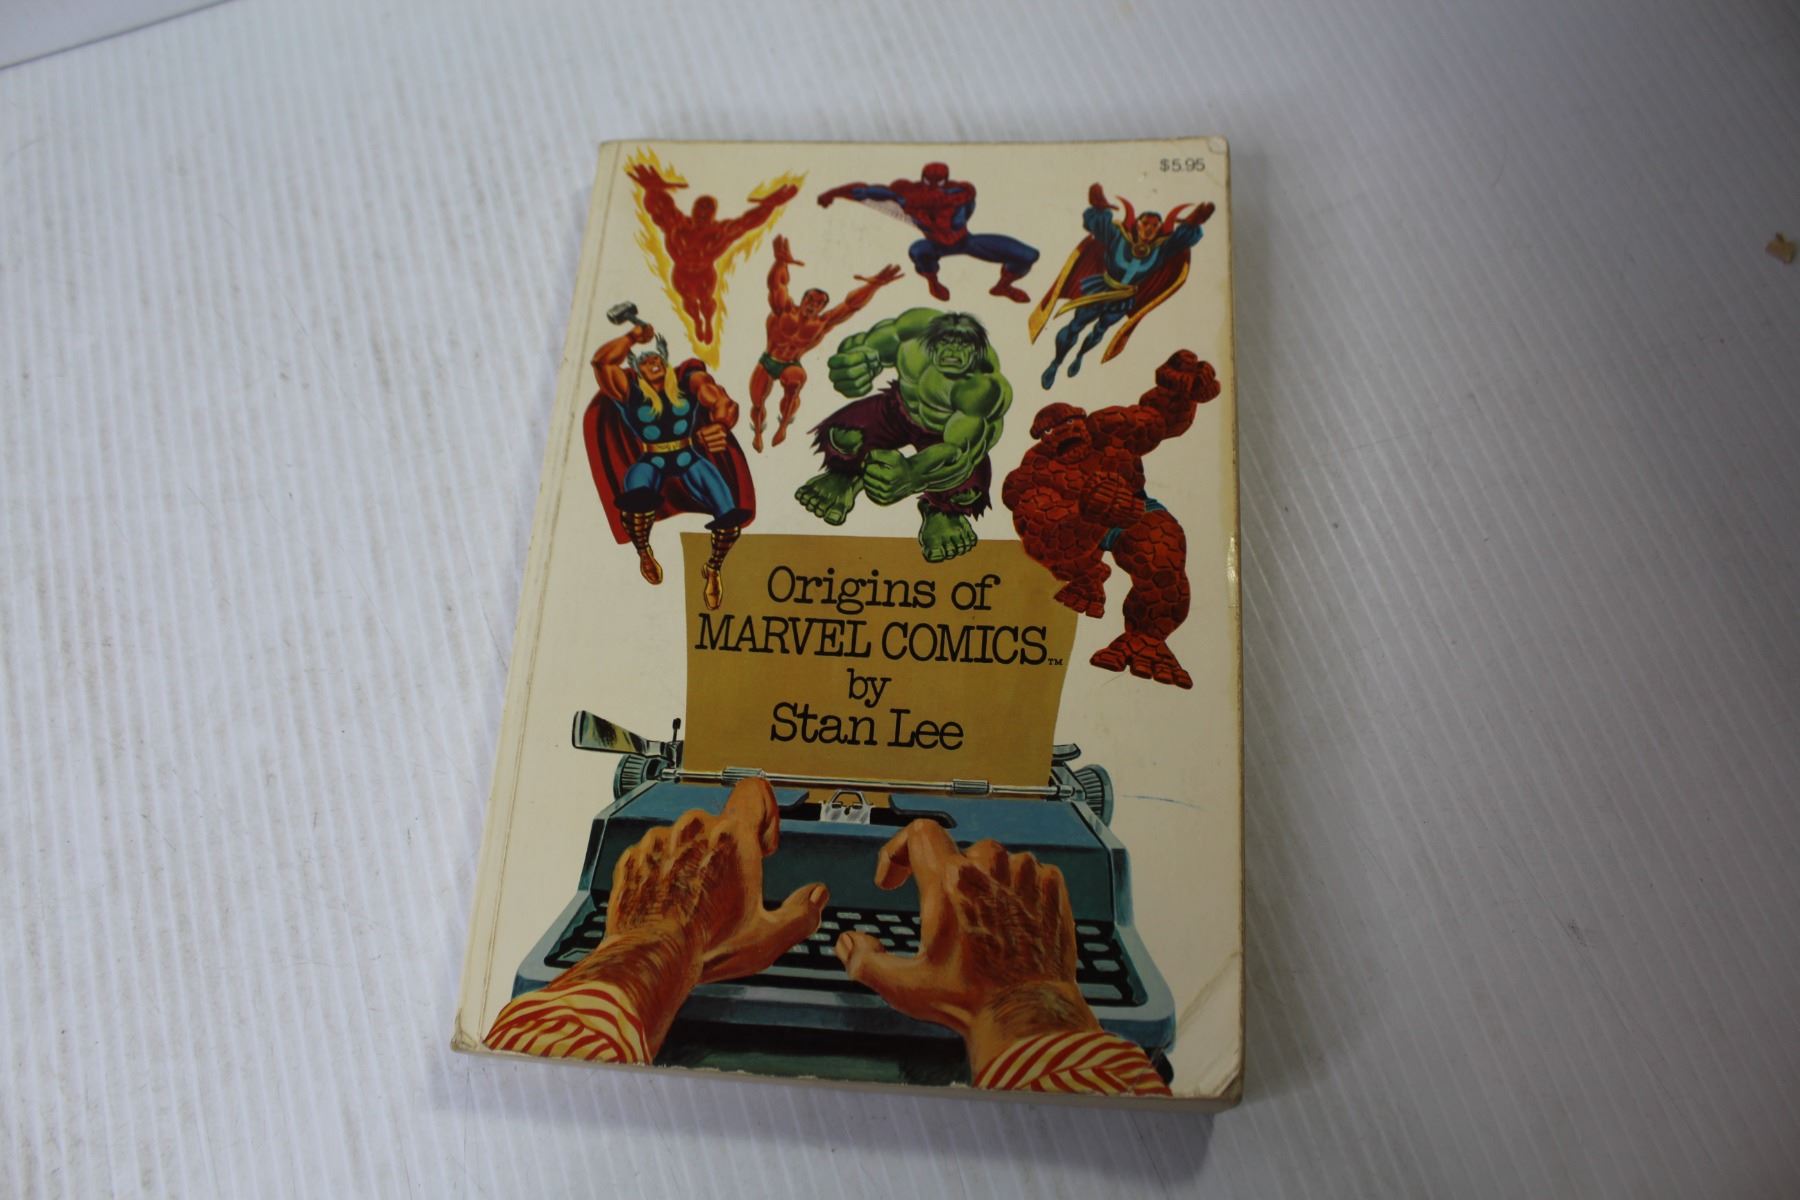 $5.95
Origins of
MARVEL COMICS™
by
Stan Lee